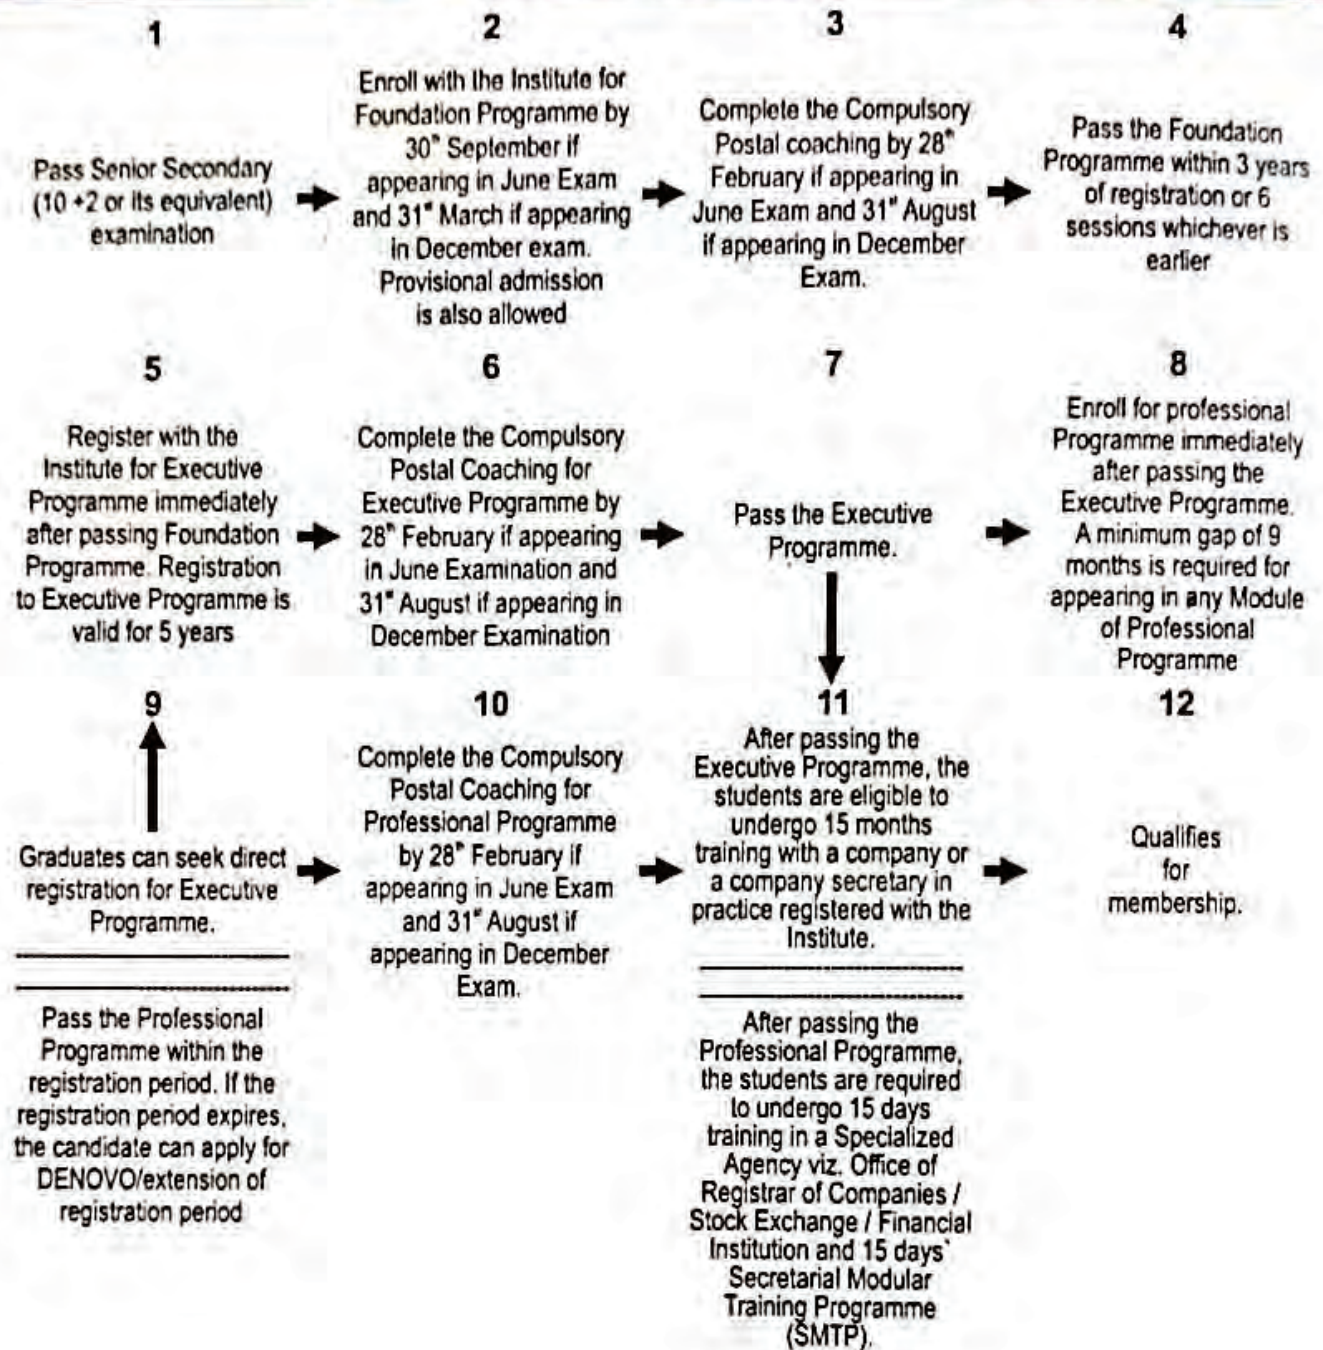 1
Pass Senior Secondary
(10 +2 or its equivalent)
examination
2
Enroll with the Institute for
Foundation Programme by
30" September if
appearing in June Exam
and 31" March if appearing
in December exam.
Provisional admission
is also allowed
3
Complete the Compulsory
Postal coaching by 28"
February if appearing in
June Exam and 31" August
if appearing in December
Exam.
4
Pass the Foundation
Programme within 3 years
of registration or 6
sessions whichever is
earlier
5
Register with the
Institute for Executive
Programme immediately
after passing Foundation
Programme. Registration
to Executive Programme is
valid for 5 years
6
Complete the Compulsory
Postal Coaching for
Executive Programme by
28" February if appearing
in June Examination and
31" August if appearing in
December Examination
7
Pass the Executive
Programme.
8
Enroll for professional
Programme immediately
after passing the
Executive Programme.
A minimum gap of 9
months is required for
appearing in any Module
of Professional
Programme
9
Graduates can seek direct
registration for Executive
Programme.
Pass the Professional
Programme within the
registration period. If the
registration period expires,
the candidate can apply for
DENOVO/extension of
registration period
10
Complete the Compulsory
Postal Coaching for
Professional Programme
by 28" February if
appearing in June Exam
and 31" August if
appearing in December
Exam.
11
After passing the
Executive Programme, the
students are eligible to
undergo 15 months
training with a company or
a company secretary in
practice registered with the
Institute.
After passing the
Professional Programme,
the students are required
to undergo 15 days
training in a Specialized
Agency viz. Office of
Registrar of Companies /
Stock Exchange / Financial
Institution and 15 days'
Secretarial Modular
Training Programme
(SMTP).
12
Qualifies
for
membership.